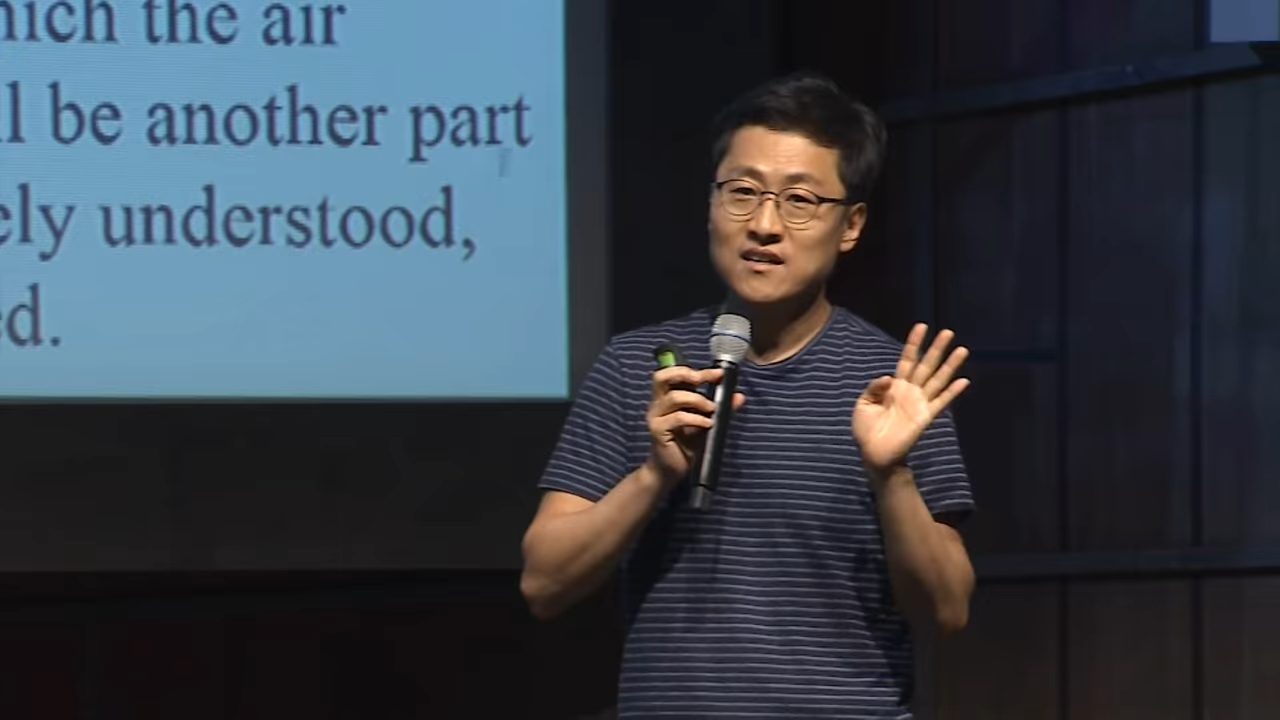 hich the air
l be another part
ely understood,
ed.